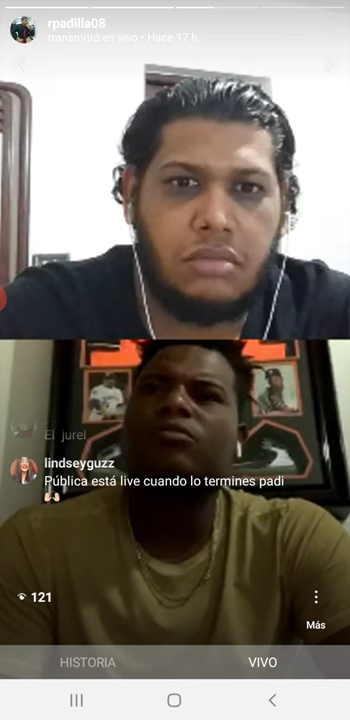 rpadilla08
transmitió en vivo • Hace 17 h
El jurel
lindseyguzz
Pública está live cuando lo termines padi
🙌🏼
121
Más
HISTORIA
VIVO